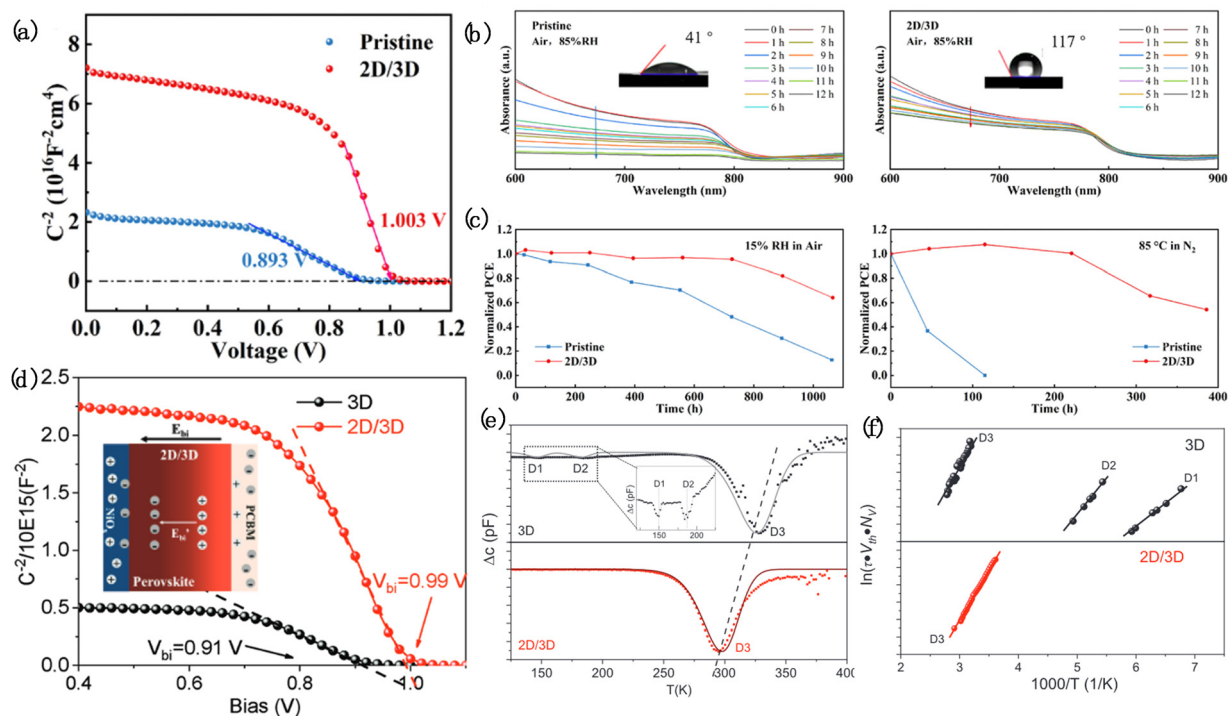 (a)
Pristine
2D/3D
1.003 V
0.893 V
C⁻² (10¹⁶F⁻²cm⁴)
8
6
4
2
0
0.0 0.2 0.4 0.6 0.8 1.0 1.2
Voltage (V)
(b)
Pristine
Air, 85%RH
41 °
0 h 7 h
1 h 8 h
2 h 9 h
3 h 10 h
4 h 11 h
5 h 12 h
6 h
Absorance (a.u.)
600 700 800 900
Wavelength (nm)
2D/3D
Air, 85%RH
117 °
0 h 7 h
1 h 8 h
2 h 9 h
3 h 10 h
4 h 11 h
5 h 12 h
6 h
Absorance (a.u.)
600 700 800 900
Wavelength (nm)
(c)
15% RH in Air
Pristine
2D/3D
Normalized PCE
1.2
1.0
0.8
0.6
0.4
0.2
0.0
0 200 400 600 800 1000
Time (h)
85 °C in N₂
Pristine
2D/3D
Normalized PCE
1.2
1.0
0.8
0.6
0.4
0.2
0.0
0 100 200 300 400
Time (h)
(d)
3D
2D/3D
E_bi
2D/3D
NiOₓ
PCBM
E_bi'
Perovskite
V_bi=0.99 V
V_bi=0.91 V
C⁻²/10E15(F⁻²)
2.5
2.0
1.5
1.0
0.5
0.0
0.4 0.6 0.8 1.0
Bias (V)
(e)
D1 D2
D1 D2
Δc (pF)
150 200
D3
3D
Δc (pF)
2D/3D
D3
150 200 250 300 350 400
T(K)
(f)
3D
D3
D2
D1
2D/3D
D3
ln(τ•V_th•N_V)
2 3 4 5 6 7
1000/T (1/K)